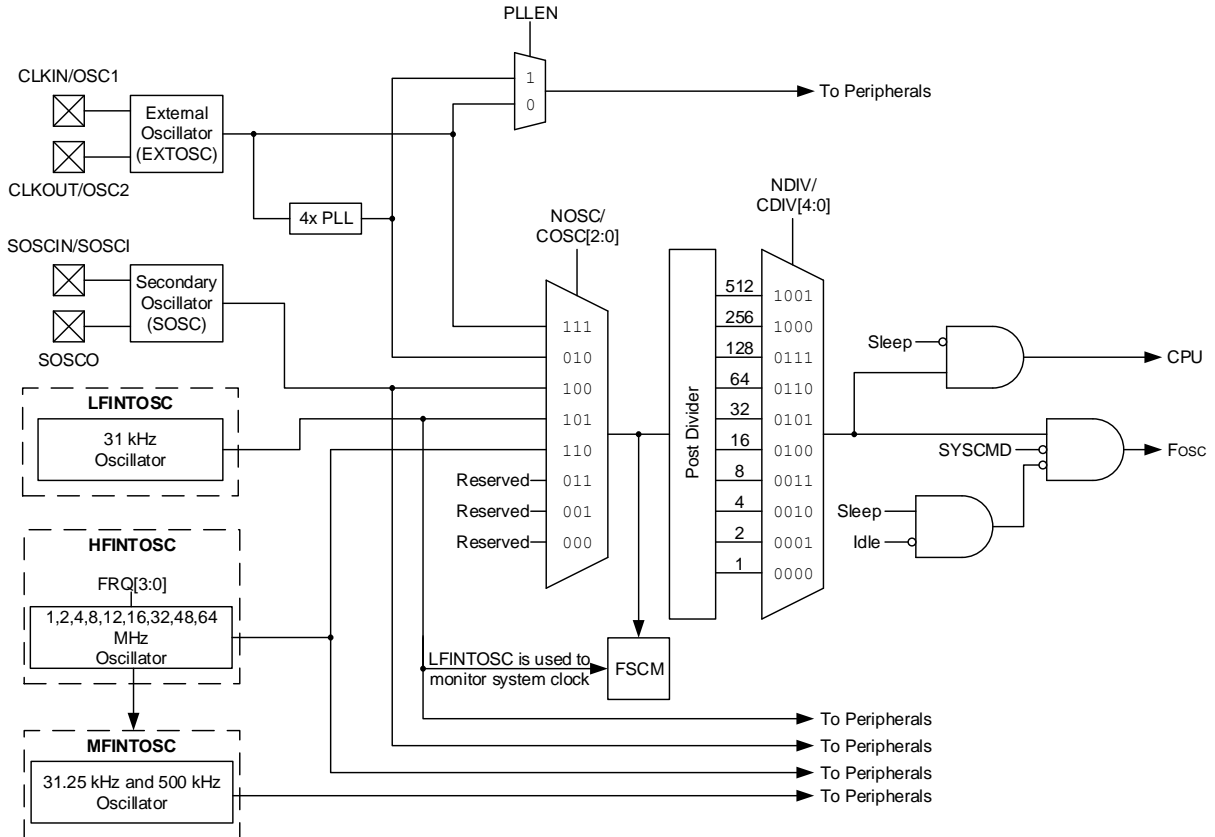 PLLEN
CLKIN/OSC1
External
Oscillator
(EXTOSC)
CLKOUT/OSC2
1
0
To Peripherals
4x PLL
SOSCIN/SOSCI
Secondary
Oscillator
(SOSC)
SOSCO
NOSC/
COSC[2:0]
NDIV/
CDIV[4:0]
LFINTOSC
31 kHz
Oscillator
HFINTOSC
FRQ[3:0]
1,2,4,8,12,16,32,48,64
MHz
Oscillator
MFINTOSC
31.25 kHz and 500 kHz
Oscillator
111
010
100
101
110
Reserved 011
Reserved 001
Reserved 000
Post Divider
512 1001
256 1000
128 0111
64 0110
32 0101
16 0100
8 0011
4 0010
2 0001
1 0000
Sleep
CPU
SYSCMD
Fosc
Sleep
Idle
LFINTOSC is used to
monitor system clock
FSCM
To Peripherals
To Peripherals
To Peripherals
To Peripherals